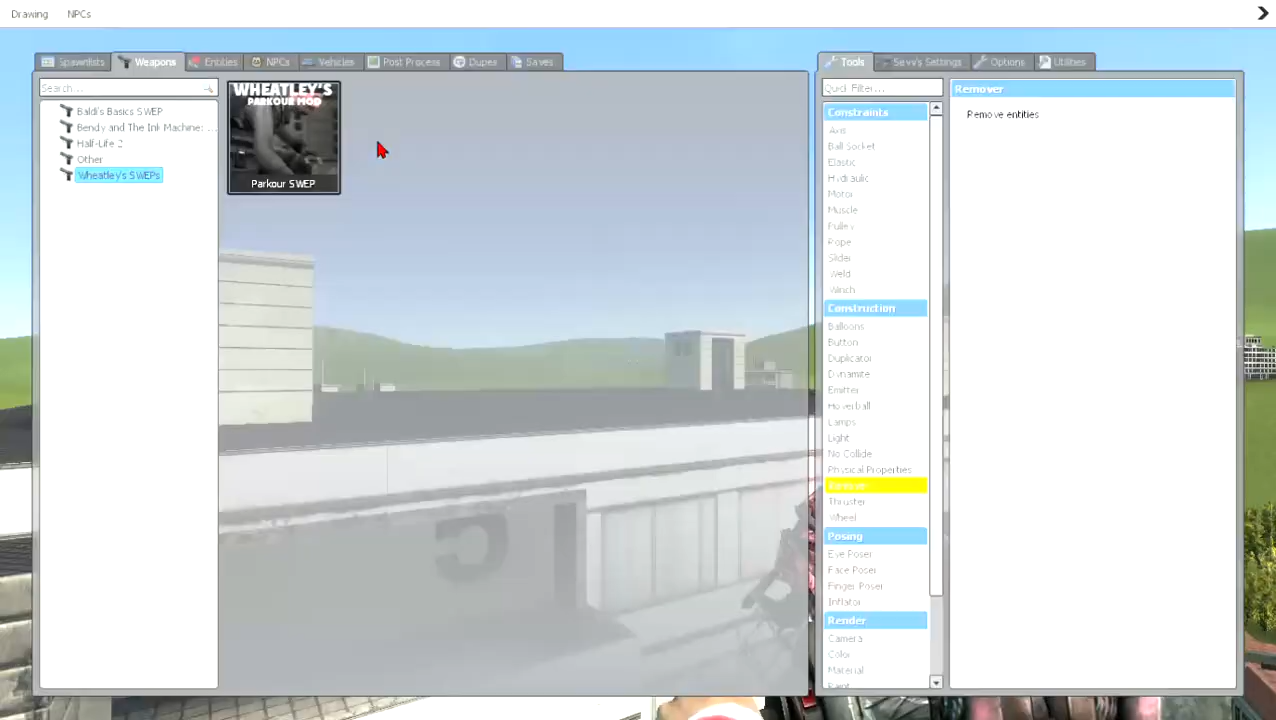 Drawing NPCs
Spawnlists Weapons Entities NPCs Vehicles Post Process Dupes Saves
Tools Sevv's Settings Options Utilities
Search...
Baldi's Basics SWEP
Bendy and The Ink Machine: ...
Half-Life 2
Other
Wheatley's SWEPs
WHEATLEY'S
PARKOUR MOD
Parkour SWEP
C
Quick Filter...
Constraints
Axis
Ball Socket
Elastic
Hydraulic
Motor
Muscle
Pulley
Rope
Slider
Weld
Winch
Construction
Balloons
Button
Duplicator
Dynamite
Emitter
Hoverball
Lamps
Light
No Collide
Physical Properties
Remover
Thruster
Wheel
Posing
Eye Poser
Face Poser
Finger Poser
Inflator
Render
Camera
Color
Material
Paint
Remover
Remove entities